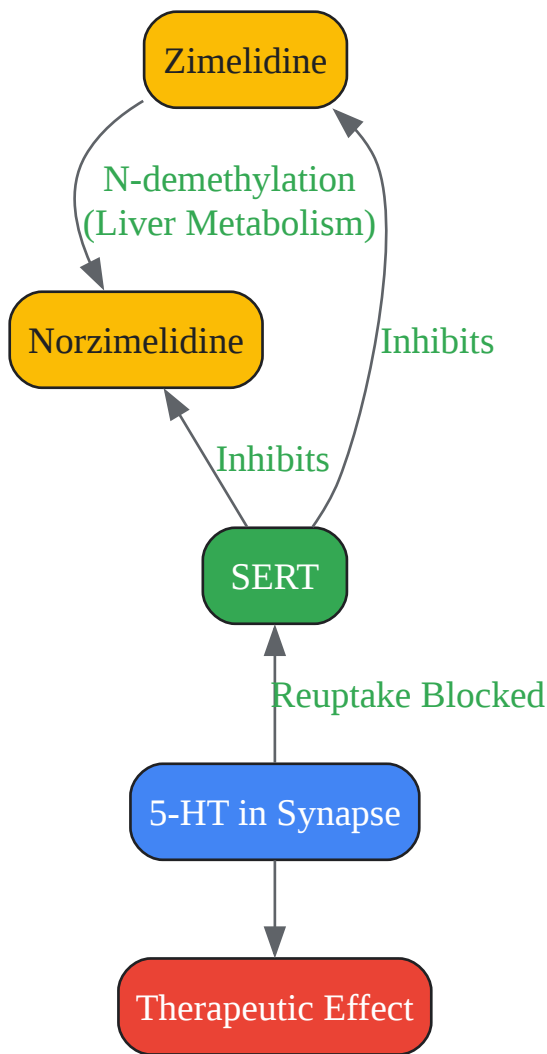 Zimelidine
N-demethylation
(Liver Metabolism)
Norzimelidine
Inhibits
Inhibits
SERT
Reuptake Blocked
5-HT in Synapse
Therapeutic Effect